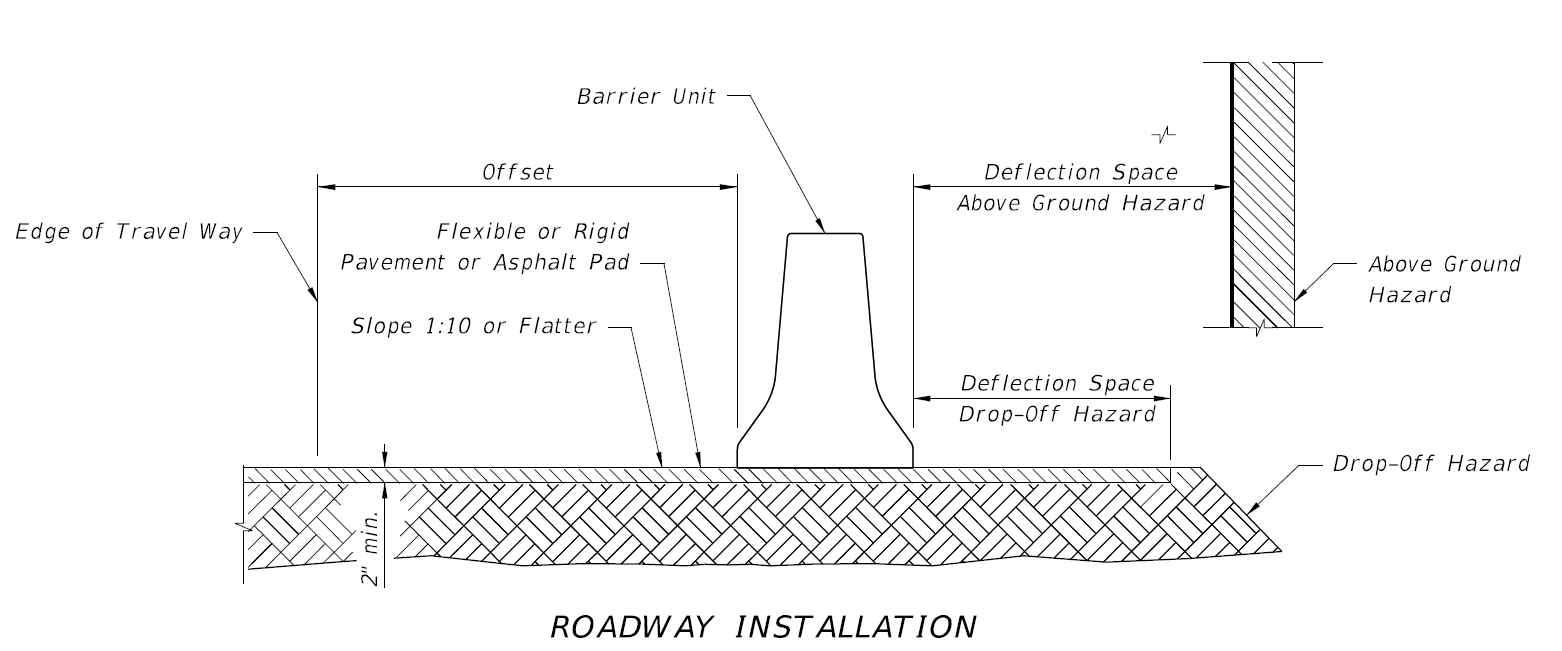 Barrier Unit
Offset
Deflection Space
Above Ground Hazard
Edge of Travel Way
Flexible or Rigid
Pavement or Asphalt Pad
Above Ground
Hazard
Slope 1:10 or Flatter
Deflection Space
Drop-Off Hazard
Drop-Off Hazard
2" min.
ROADWAY INSTALLATION